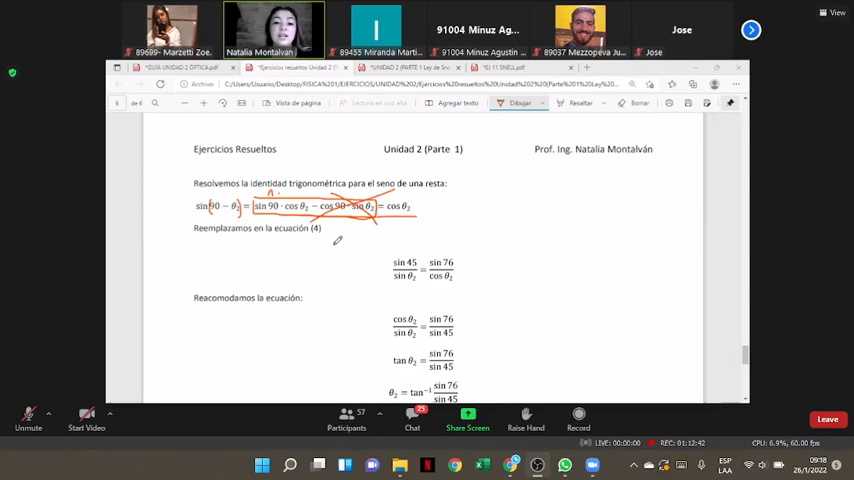 View
89699- Marzetti Zoe.
Natalia Montalvan
89455 Miranda Marti...
I
91004 Minuz Ag...
91004 Minuz Agustin ...
89037 Mezzopeva Ju...
Jose
Jose
*GUÍA UNIDAD 2 ÓPTICA.pdf
*Ejercicios resueltos Unidad 2 (
*UNIDAD 2 (PARTE 1 Ley de Sne
*EJ 11 SNELL.pdf
Archivo
C:/Users/Usuano/Desktop/FISICA%201/EJERCICIOS/UNIDAD%202/Ejercicios%20resueltos%20Unidad%202%20(Parte%201)%20Ley%20...
6 de 6
Vista de página
Lectura en voz alta
Agregar texto
Dibujar
Resaltar
Borrar
Ejercicios Resueltos
Unidad 2 (Parte 1)
Prof. Ing. Natalia Montalván
Resolvemos la identidad trigonométrica para el seno de una resta:
sin(90 − θ₂) = sin 90 · cos θ₂ − cos 90 · sin θ₂ = cos θ₂
Reemplazamos en la ecuación (4)
sin 45 / sin θ₂ = sin 76 / cos θ₂
Reacomodamos la ecuación:
cos θ₂ / sin θ₂ = sin 76 / sin 45
tan θ₂ = sin 76 / sin 45
θ₂ = tan⁻¹ sin 76 / sin 45
Unmute
Start Video
57
Participants
25
Chat
Share Screen
Raise Hand
Record
Leave
LIVE: 00:00:00
REC: 01:12:42
CPU: 6.9%, 60.00 fps
ESP
LAA
09:18
26/1/2022